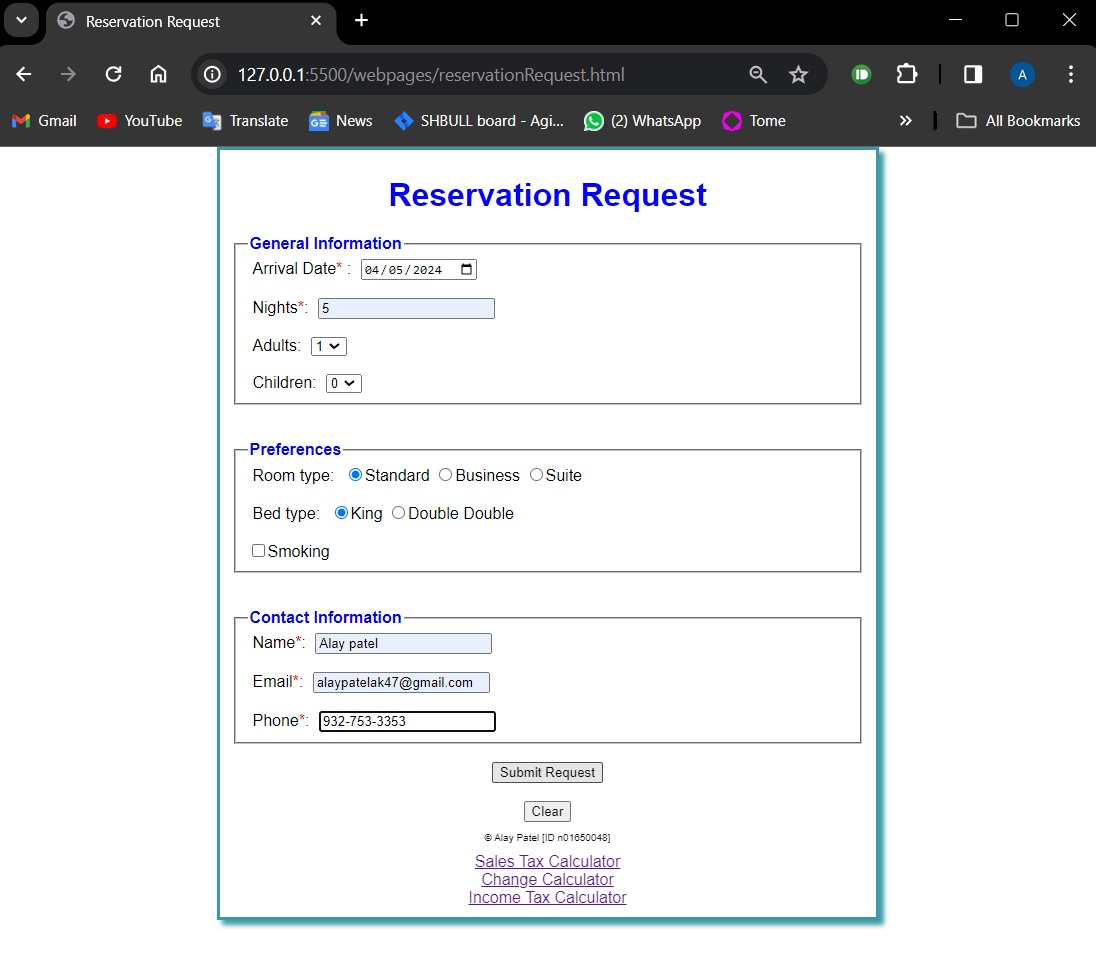 Reservation Request
127.0.0.1:5500/webpages/reservationRequest.html
A
Gmail YouTube Translate News SHBULL board - Agi... (2) WhatsApp Tome » All Bookmarks
Reservation Request
General Information
Arrival Date* : 04/05/2024
Nights*: 5
Adults: 1
Children: 0
Preferences
Room type: Standard Business Suite
Bed type: King Double Double
Smoking
Contact Information
Name*: Alay patel
Email*: alaypatelak47@gmail.com
Phone*: 932-753-3353
Submit Request
Clear
© Alay Patel [ID n01650048]
Sales Tax Calculator
Change Calculator
Income Tax Calculator